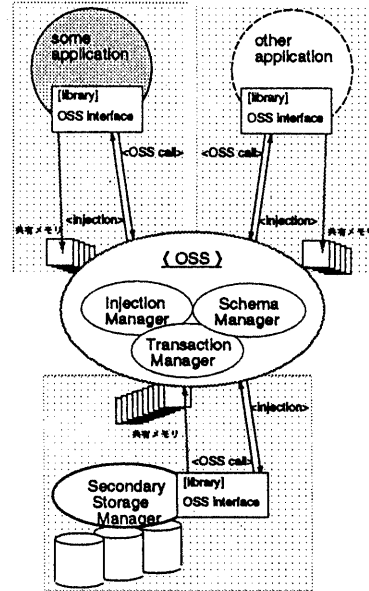 some
application
[library]
OSS interface
other
application
[library]
OSS interface
<OSS call>
<OSS call>
<injection>
<injection>
共有メモリ
共有メモリ
《 OSS 》
Injection
Manager
Schema
Manager
Transaction
Manager
共有メモリ
<injection>
<OSS call>
[library]
OSS interface
Secondary
Storage
Manager